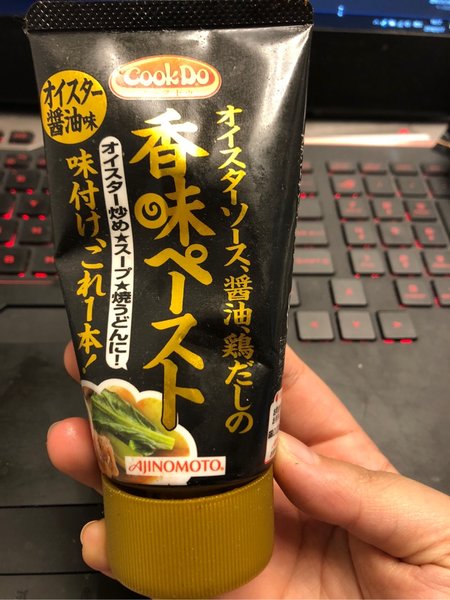 Cook Do
オイスター
醤油味
オイスターソース、醤油、鶏だしの
香味ペースト
オイスター炒め★スープ★焼うどんに!
味付け、これ1本!
AJINOMOTO